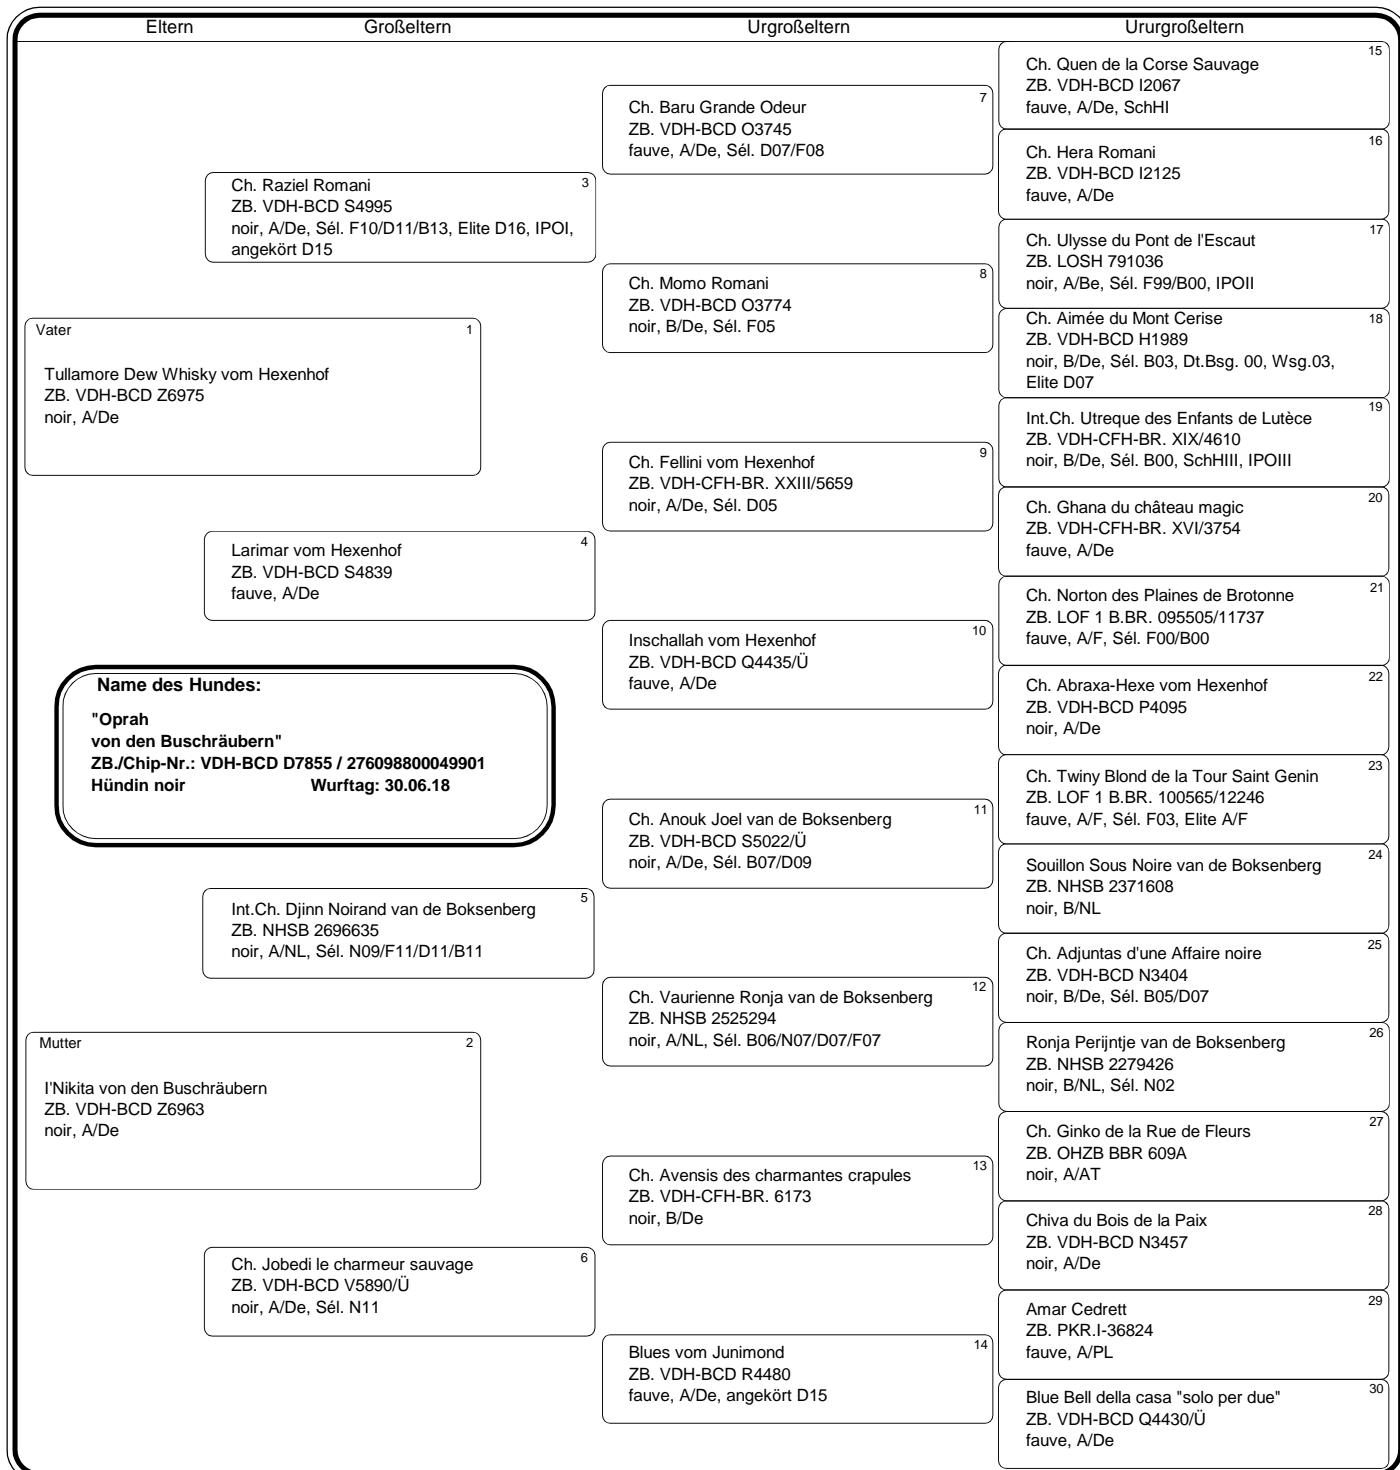 Eltern Großeltern Urgroßeltern Ururgroßeltern
Vater 1
Tullamore Dew Whisky vom Hexenhof
ZB. VDH-BCD Z6975
noir, A/De
Name des Hundes:
"Oprah
von den Buschräubern"
ZB./Chip-Nr.: VDH-BCD D7855 / 276098800049901
Hündin noir Wurftag: 30.06.18
Mutter 2
I'Nikita von den Buschräubern
ZB. VDH-BCD Z6963
noir, A/De
Ch. Raziel Romani 3
ZB. VDH-BCD S4995
noir, A/De, Sél. F10/D11/B13, Elite D16, IPOI,
angekört D15
Larimar vom Hexenhof 4
ZB. VDH-BCD S4839
fauve, A/De
Int.Ch. Djinn Noirand van de Boksenberg 5
ZB. NHSB 2696635
noir, A/NL, Sél. N09/F11/D11/B11
Ch. Jobedi le charmeur sauvage 6
ZB. VDH-BCD V5890/Ü
noir, A/De, Sél. N11
Ch. Baru Grande Odeur 7
ZB. VDH-BCD O3745
fauve, A/De, Sél. D07/F08
Ch. Momo Romani 8
ZB. VDH-BCD O3774
noir, B/De, Sél. F05
Ch. Fellini vom Hexenhof 9
ZB. VDH-CFH-BR. XXIII/5659
noir, A/De, Sél. D05
Inschallah vom Hexenhof 10
ZB. VDH-BCD Q4435/Ü
fauve, A/De
Ch. Anouk Joel van de Boksenberg 11
ZB. VDH-BCD S5022/Ü
noir, A/De, Sél. B07/D09
Ch. Vaurienne Ronja van de Boksenberg 12
ZB. NHSB 2525294
noir, A/NL, Sél. B06/N07/D07/F07
Ch. Avensis des charmantes crapules 13
ZB. VDH-CFH-BR. 6173
noir, B/De
Blues vom Junimond 14
ZB. VDH-BCD R4480
fauve, A/De, angekört D15
Ch. Quen de la Corse Sauvage 15
ZB. VDH-BCD I2067
fauve, A/De, SchHI
Ch. Hera Romani 16
ZB. VDH-BCD I2125
fauve, A/De
Ch. Ulysse du Pont de l'Escaut 17
ZB. LOSH 791036
noir, A/Be, Sél. F99/B00, IPOII
Ch. Aimée du Mont Cerise 18
ZB. VDH-BCD H1989
noir, B/De, Sél. B03, Dt.Bsg. 00, Wsg.03,
Elite D07
Int.Ch. Utreque des Enfants de Lutèce 19
ZB. VDH-CFH-BR. XIX/4610
noir, B/De, Sél. B00, SchHIII, IPOIII
Ch. Ghana du château magic 20
ZB. VDH-CFH-BR. XVI/3754
fauve, A/De
Ch. Norton des Plaines de Brotonne 21
ZB. LOF 1 B.BR. 095505/11737
fauve, A/F, Sél. F00/B00
Ch. Abraxa-Hexe vom Hexenhof 22
ZB. VDH-BCD P4095
noir, A/De
Ch. Twiny Blond de la Tour Saint Genin 23
ZB. LOF 1 B.BR. 100565/12246
fauve, A/F, Sél. F03, Elite A/F
Souillon Sous Noire van de Boksenberg 24
ZB. NHSB 2371608
noir, B/NL
Ch. Adjuntas d'une Affaire noire 25
ZB. VDH-BCD N3404
noir, B/De, Sél. B05/D07
Ronja Perijntje van de Boksenberg 26
ZB. NHSB 2279426
noir, B/NL, Sél. N02
Ch. Ginko de la Rue de Fleurs 27
ZB. OHZB BBR 609A
noir, A/AT
Chiva du Bois de la Paix 28
ZB. VDH-BCD N3457
noir, A/De
Amar Cedrett 29
ZB. PKR.I-36824
fauve, A/PL
Blue Bell della casa "solo per due" 30
ZB. VDH-BCD Q4430/Ü
fauve, A/De